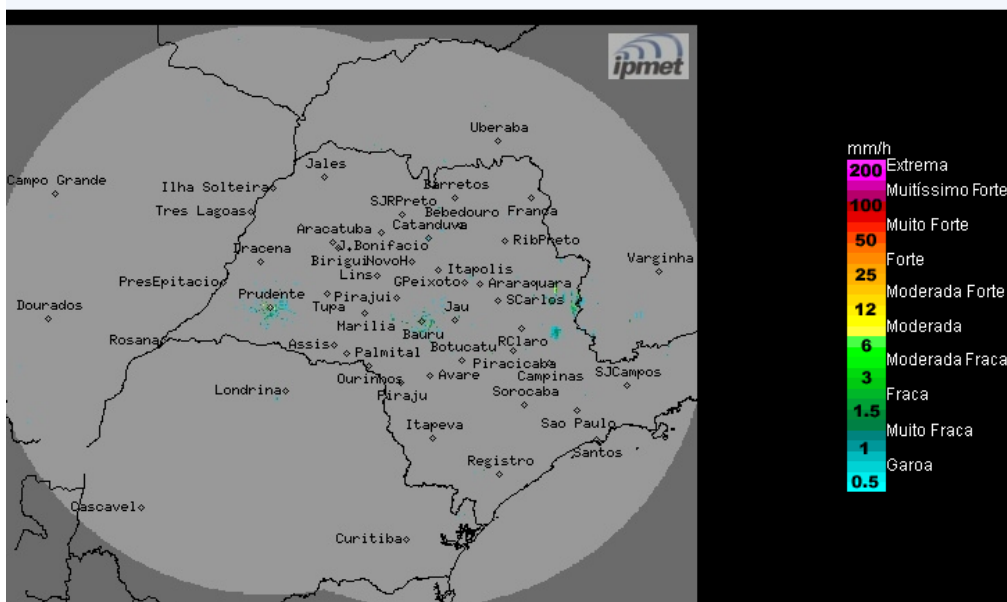 ipmet
Uberaba
Jales
Campo Grande
Ilha Solteira
Barretos
SJRPreto
Tres Lagoas
Bebedouro
Franca
Catanduva
Aracatuba
RibPreto
J.Bonifacio
Dracena
Birigui
NovoH
Itapolis
Varginha
Lins
PresEpitacio
GPeixoto
Araraquara
Prudente
Pirajui
SCarlos
Tupa
Dourados
Jau
Marilia
Bauru
Rosana
Assis
Botucatu
RClaro
Palmital
Piracicaba
SJCampos
Ourinhos
Avare
Campinas
Londrina
Piraju
Sorocaba
Itapeva
Sao Paulo
Santos
Registro
Cascavel
Curitiba
mm/h
200 Extrema
Muitíssimo Forte
100
Muito Forte
50
Forte
25
Moderada Forte
12
Moderada
6
Moderada Fraca
3
Fraca
1.5
Muito Fraca
1
Garoa
0.5